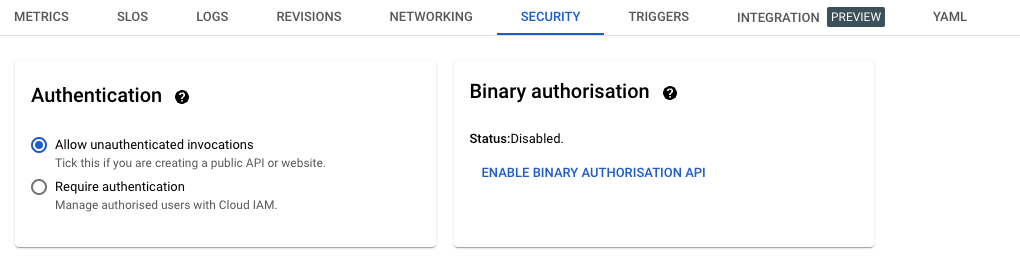 METRICS SLOS LOGS REVISIONS NETWORKING SECURITY TRIGGERS INTEGRATION PREVIEW YAML
Authentication
Allow unauthenticated invocations
Tick this if you are creating a public API or website.
Require authentication
Manage authorised users with Cloud IAM.
Binary authorisation
Status:Disabled.
ENABLE BINARY AUTHORISATION API